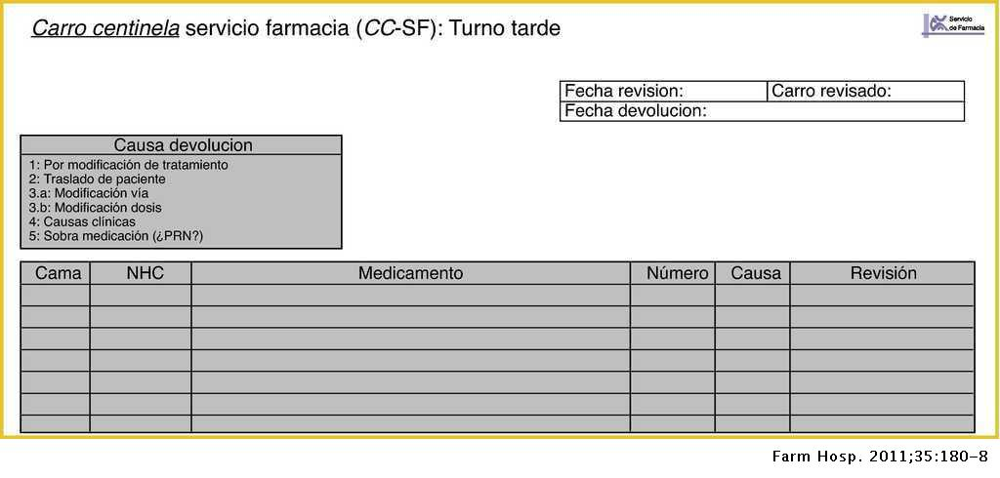 Carro centinela servicio farmacia (CC-SF): Turno tarde
Servicio
de Farmacia
Fecha revision: Carro revisado:
Fecha devolucion:
Causa devolucion
1: Por modificación de tratamiento
2: Traslado de paciente
3.a: Modificación vía
3.b: Modificación dosis
4: Causas clínicas
5: Sobra medicación (¿PRN?)
Cama NHC Medicamento Número Causa Revisión
Farm Hosp. 2011;35:180-8